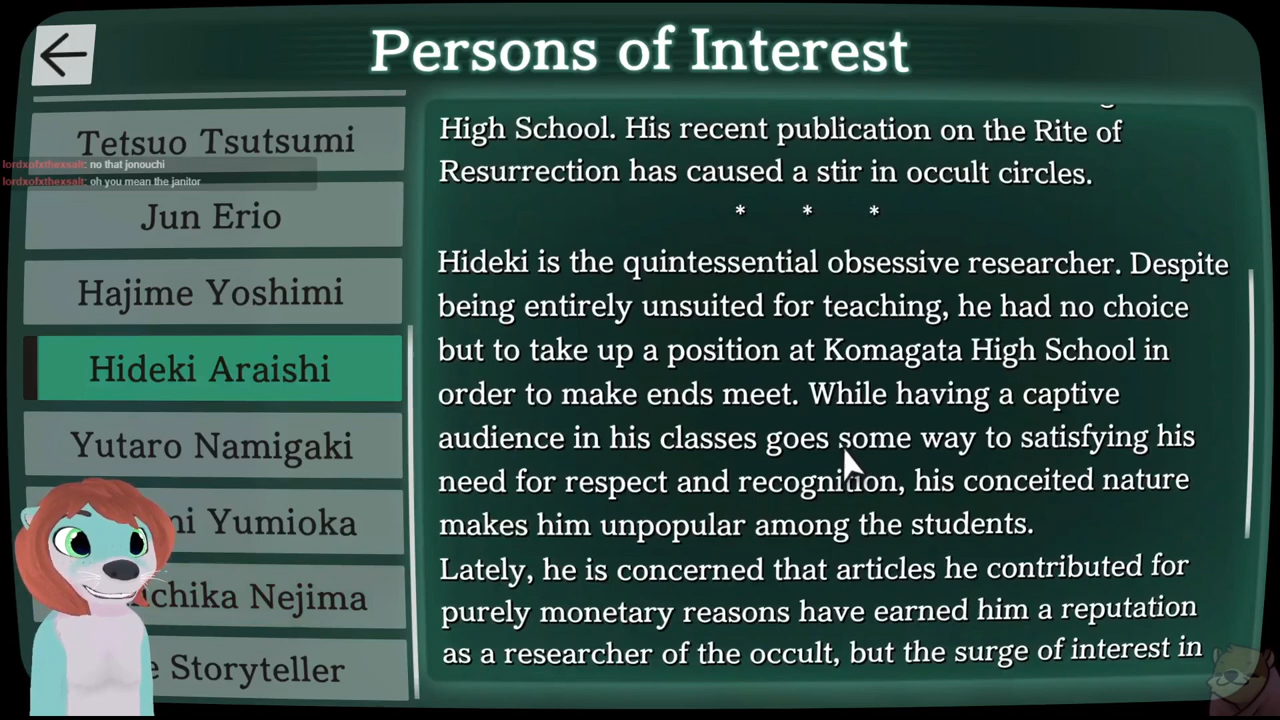 Persons of Interest
Tetsuo Tsutsumi
lordxofxthexsalt: no that jonouchi
lordxofxthexsalt: oh you mean the janitor
Jun Erio
Hajime Yoshimi
Hideki Araishi
Yutaro Namigaki
Yumioka
Nejima
Storyteller
High School. His recent publication on the Rite of
Resurrection has caused a stir in occult circles.
* * *
Hideki is the quintessential obsessive researcher. Despite
being entirely unsuited for teaching, he had no choice
but to take up a position at Komagata High School in
order to make ends meet. While having a captive
audience in his classes goes some way to satisfying his
need for respect and recognition, his conceited nature
makes him unpopular among the students.
Lately, he is concerned that articles he contributed for
purely monetary reasons have earned him a reputation
as a researcher of the occult, but the surge of interest in